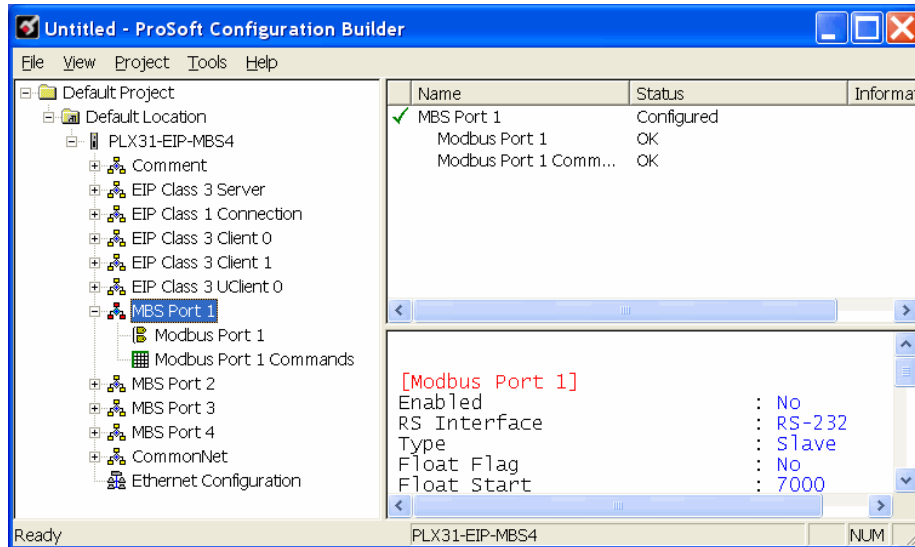 Untitled - ProSoft Configuration Builder
File View Project Tools Help
Default Project
Default Location
PLX31-EIP-MBS4
Comment
EIP Class 3 Server
EIP Class 1 Connection
EIP Class 3 Client 0
EIP Class 3 Client 1
EIP Class 3 UClient 0
MBS Port 1
Modbus Port 1
Modbus Port 1 Commands
MBS Port 2
MBS Port 3
MBS Port 4
CommonNet
Ethernet Configuration
Name Status Informa
MBS Port 1 Configured
Modbus Port 1 OK
Modbus Port 1 Comm... OK
[Modbus Port 1]
Enabled : No
RS Interface : RS-232
Type : Slave
Float Flag : No
Float Start : 7000
Ready PLX31-EIP-MBS4 NUM